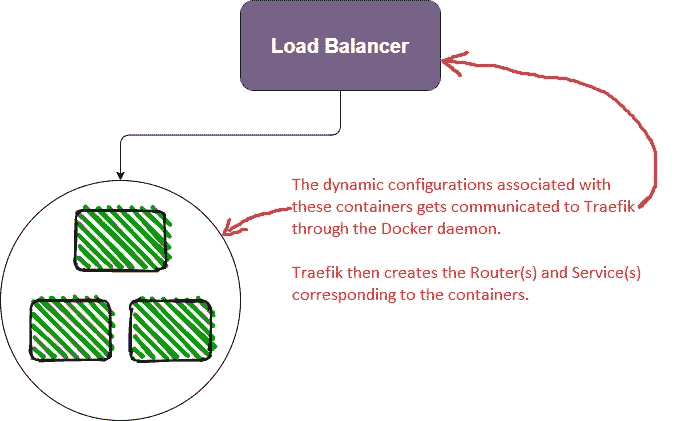 Load Balancer
The dynamic configurations associated with
these containers gets communicated to Traefik
through the Docker daemon.
Traefik then creates the Router(s) and Service(s)
corresponding to the containers.